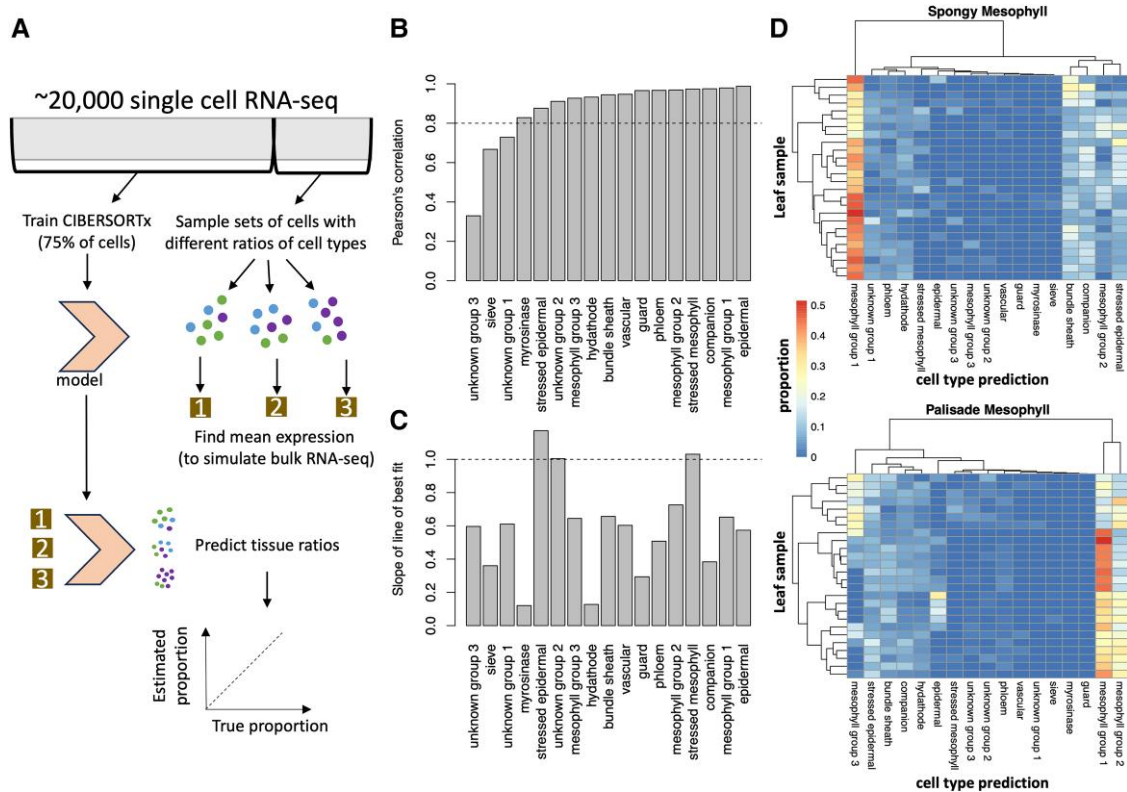 A
~20,000 single cell RNA-seq
Train CIBERSORTx
(75% of cells)
Sample sets of cells with
different ratios of cell types
model
1
2
3
Find mean expression
(to simulate bulk RNA-seq)
1
2
3
Predict tissue ratios
Estimated
proportion
True proportion
B
Pearson's correlation
1.0
0.8
0.6
0.4
0.2
0.0
unknown group 3
sieve
unknown group 1
myrosinase
stressed epidermal
unknown group 2
mesophyll group 3
hydathode
bundle sheath
vascular
guard
phloem
mesophyll group 2
stressed mesophyll
companion
mesophyll group 1
epidermal
C
Slope of line of best fit
1.0
0.8
0.6
0.4
0.2
0.0
unknown group 3
sieve
unknown group 1
myrosinase
stressed epidermal
unknown group 2
mesophyll group 3
hydathode
bundle sheath
vascular
guard
phloem
mesophyll group 2
stressed mesophyll
companion
mesophyll group 1
epidermal
D
Spongy Mesophyll
Leaf sample
mesophyll group 1
unknown group 1
phloem
hydathode
stressed mesophyll
epidermal
unknown group 3
mesophyll group 3
unknown group 2
vascular
guard
myrosinase
sieve
bundle sheath
companion
mesophyll group 2
stressed epidermal
cell type prediction
proportion
0.5
0.4
0.3
0.2
0.1
0
Palisade Mesophyll
Leaf sample
mesophyll group 3
stressed epidermal
bundle sheath
companion
hydathode
epidermal
stressed mesophyll
unknown group 3
unknown group 2
phloem
vascular
unknown group 1
sieve
myrosinase
guard
mesophyll group 1
mesophyll group 2
cell type prediction